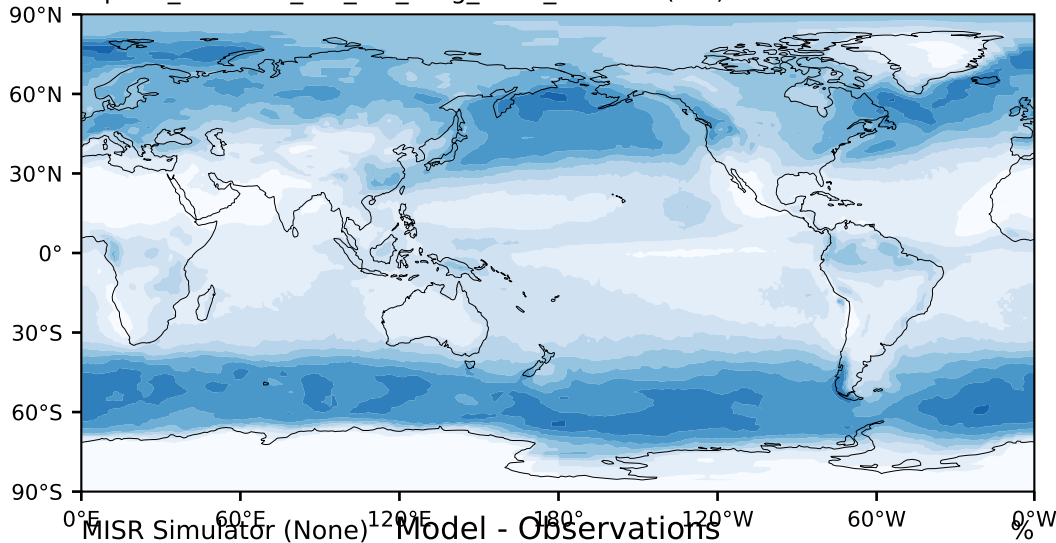 90°N
60°N
30°N
0°
30°S
60°S
90°S
0°E 60°E 120°E 180° 120°W 60°W 0°W
MISR Simulator (None) Model - Observations %